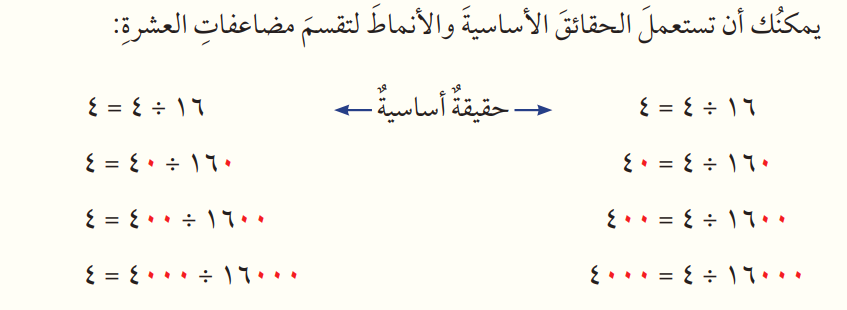 يمكنُك أن تستعملَ الحقائقَ الأساسيةَ والأنماطَ لتقسمَ مضاعفاتِ العشرةِ:
١٦ ÷ ٤ = ٤ حقيقةٌ أساسيةٌ ١٦ ÷ ٤ = ٤
١٦٠ ÷ ٤ = ٤٠ ١٦٠ ÷ ٤٠ = ٤
١٦٠٠ ÷ ٤ = ٤٠٠ ١٦٠٠ ÷ ٤٠٠ = ٤
١٦٠٠٠ ÷ ٤ = ٤٠٠٠ ١٦٠٠٠ ÷ ٤٠٠٠ = ٤